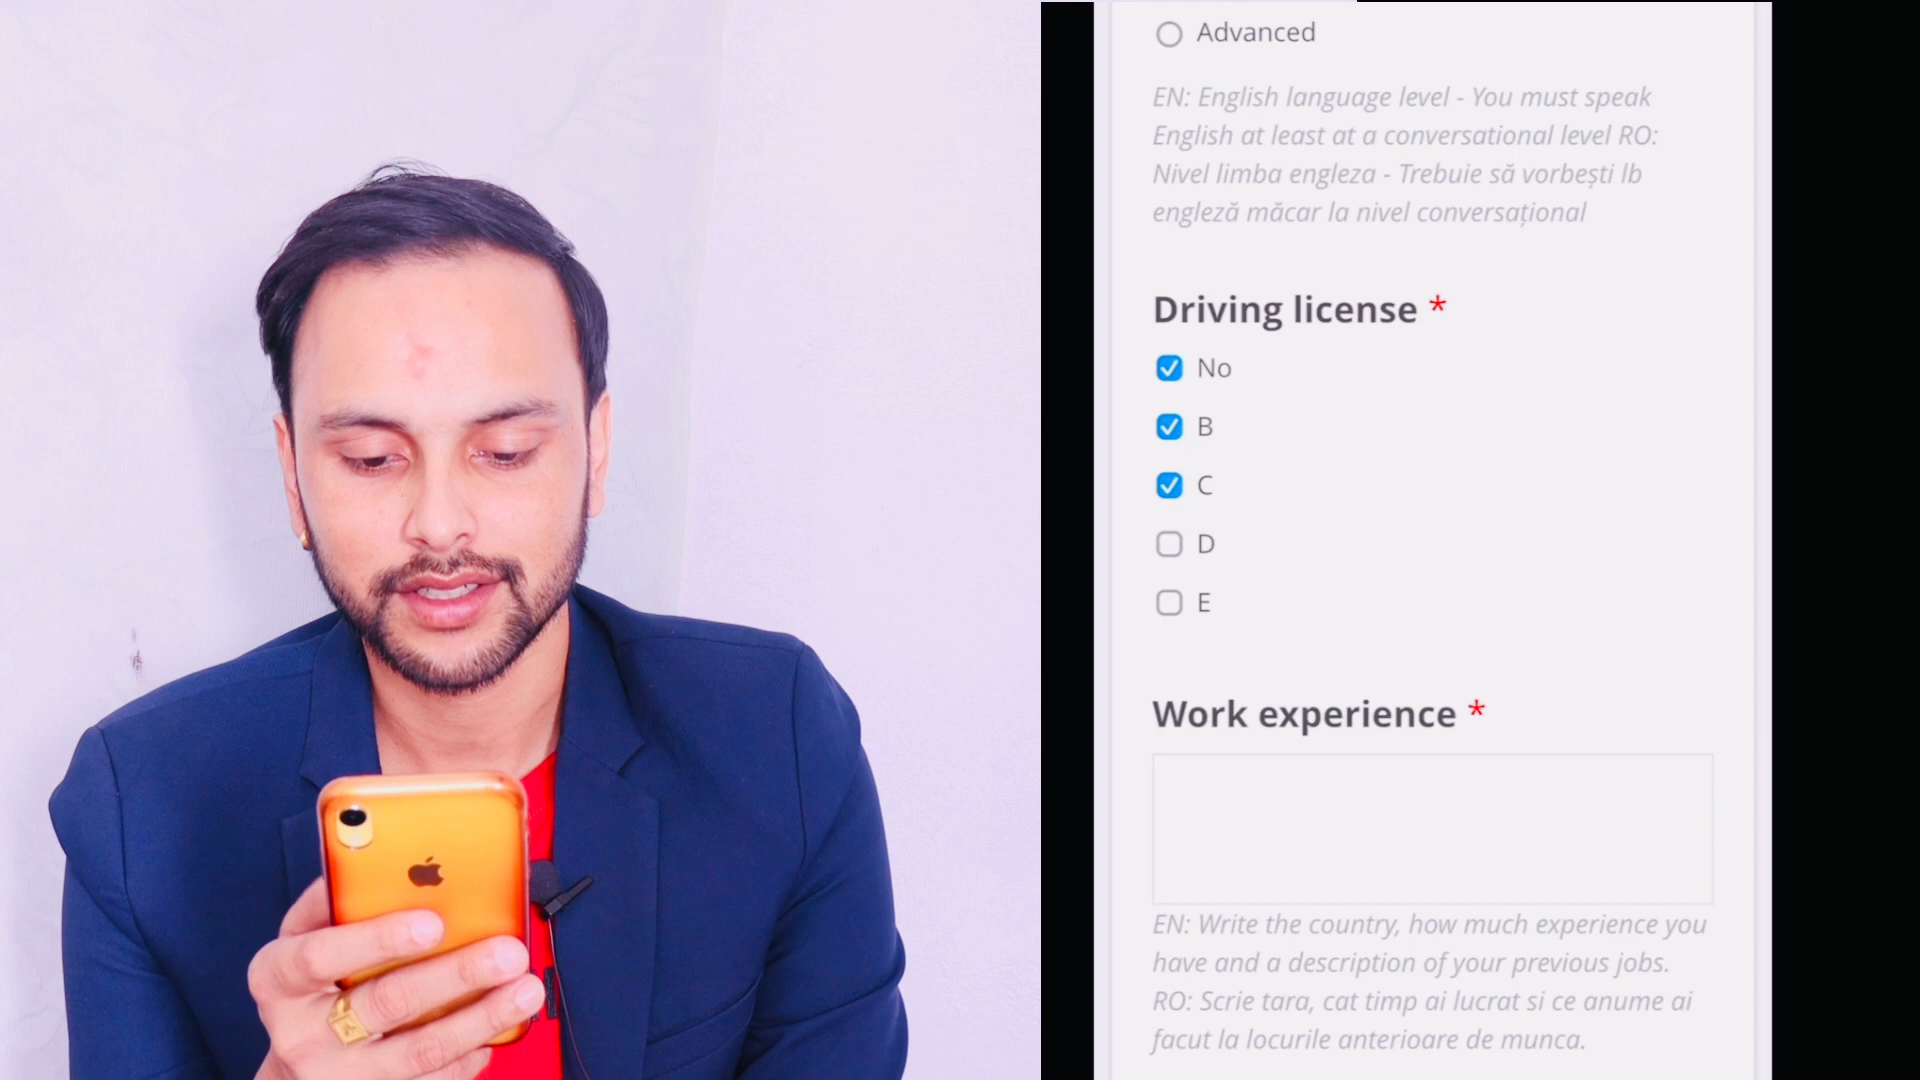 Advanced
EN: English language level - You must speak
English at least at a conversational level RO:
Nivel limba engleza - Trebuie să vorbești lb
engleză măcar la nivel conversațional
Driving license *
No
B
C
D
E
Work experience *
EN: Write the country, how much experience you
have and a description of your previous jobs.
RO: Scrie tara, cat timp ai lucrat si ce anume ai
facut la locurile anterioare de munca.